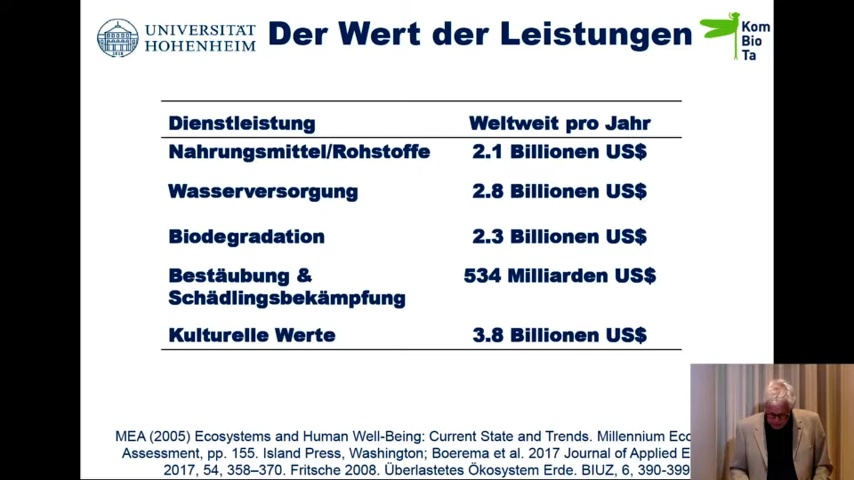 UNIVERSITÄT
HOHENHEIM
Der Wert der Leistungen
Kom
Bio
Ta
Dienstleistung Weltweit pro Jahr
Nahrungsmittel/Rohstoffe 2.1 Billionen US$
Wasserversorgung 2.8 Billionen US$
Biodegradation 2.3 Billionen US$
Bestäubung & 534 Milliarden US$
Schädlingsbekämpfung
Kulturelle Werte 3.8 Billionen US$
MEA (2005) Ecosystems and Human Well-Being: Current State and Trends. Millennium Eco
Assessment, pp. 155. Island Press, Washington; Boerema et al. 2017 Journal of Applied E
2017, 54, 358–370. Fritsche 2008. Überlastetes Ökosystem Erde. BIUZ, 6, 390-399